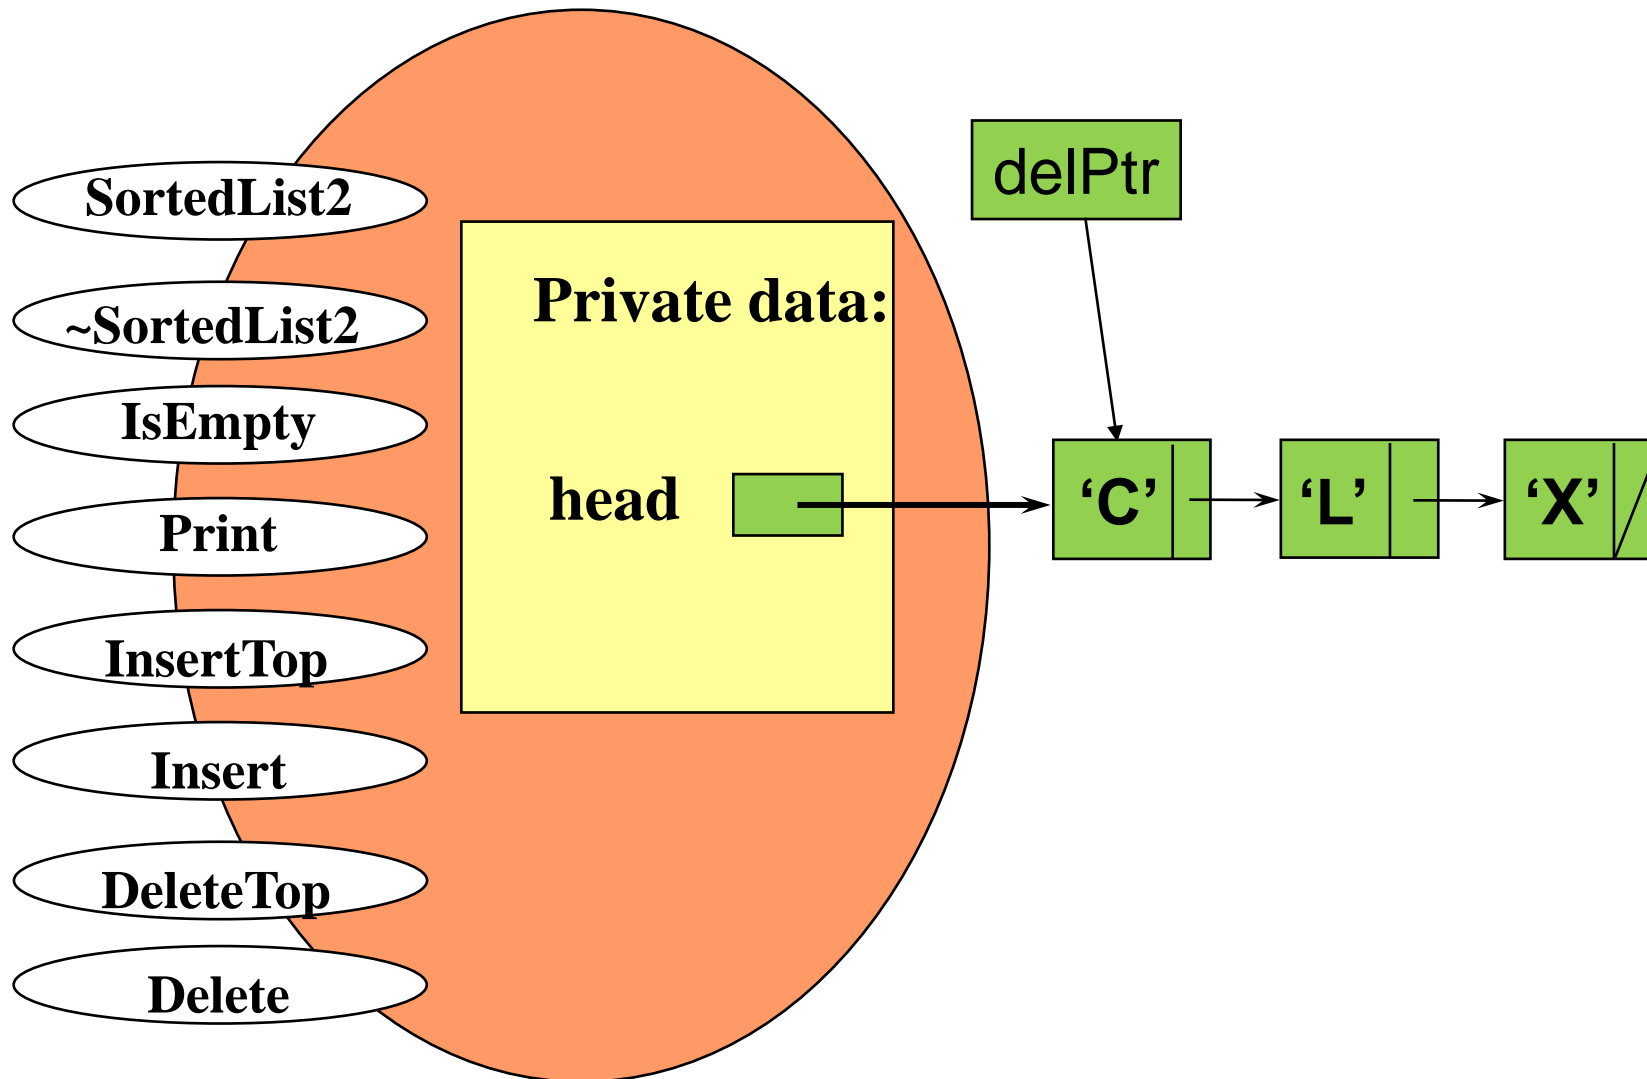 SortedList2
~SortedList2
IsEmpty
Print
InsertTop
Insert
DeleteTop
Delete
Private data:
head
delPtr
‘C’
‘L’
‘X’